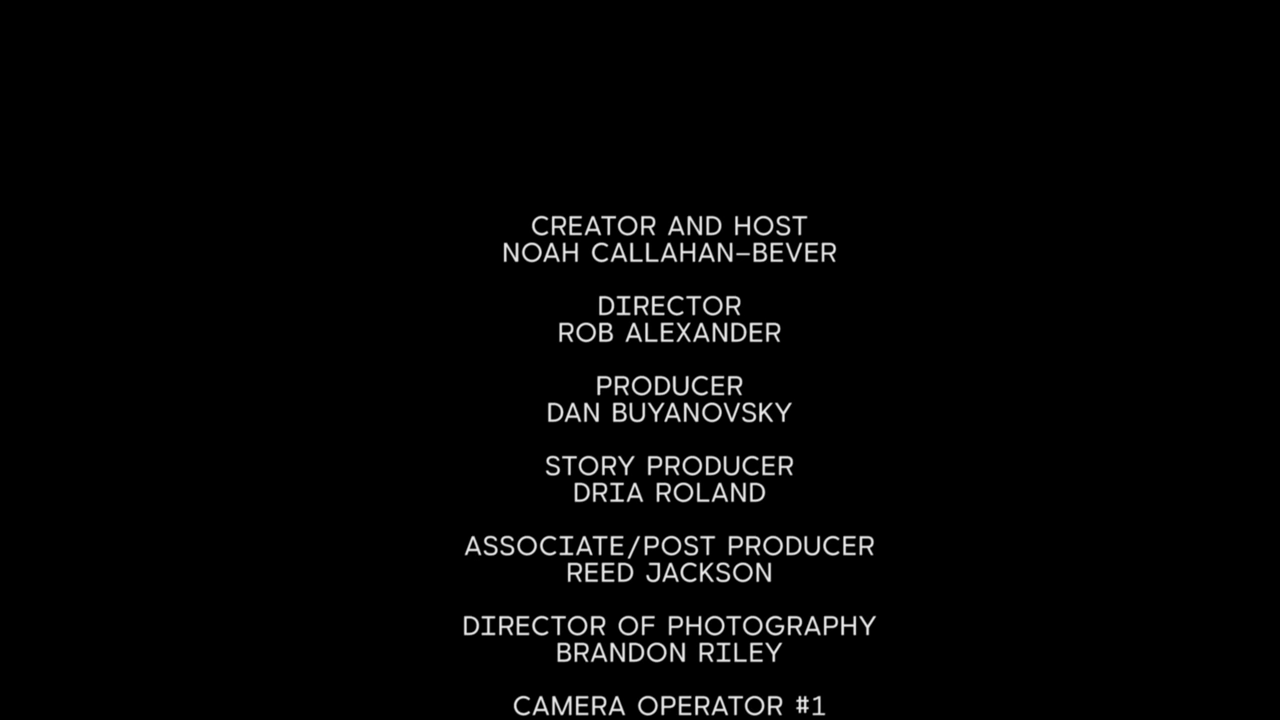 CREATOR AND HOST
NOAH CALLAHAN–BEVER
DIRECTOR
ROB ALEXANDER
PRODUCER
DAN BUYANOVSKY
STORY PRODUCER
DRIA ROLAND
ASSOCIATE/POST PRODUCER
REED JACKSON
DIRECTOR OF PHOTOGRAPHY
BRANDON RILEY
CAMERA OPERATOR #1